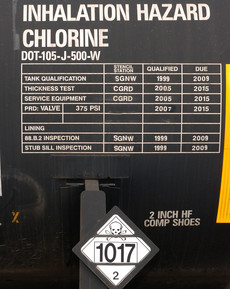 INHALATION HAZARD
CHLORINE
DOT-105-J-500-W
STENCIL STATION QUALIFIED DUE
TANK QUALIFICATION SGNW 1999 2009
THICKNESS TEST CGRD 2005 2015
SERVICE EQUIPMENT CGRD 2005 2015
PRD: VALVE 375 PSI 2007 2015
LINING
88.B.2 INSPECTION SGNW 1999 2009
STUB SILL INSPECTION SGNW 1999 2009
2 INCH HF
COMP SHOES
1017
2